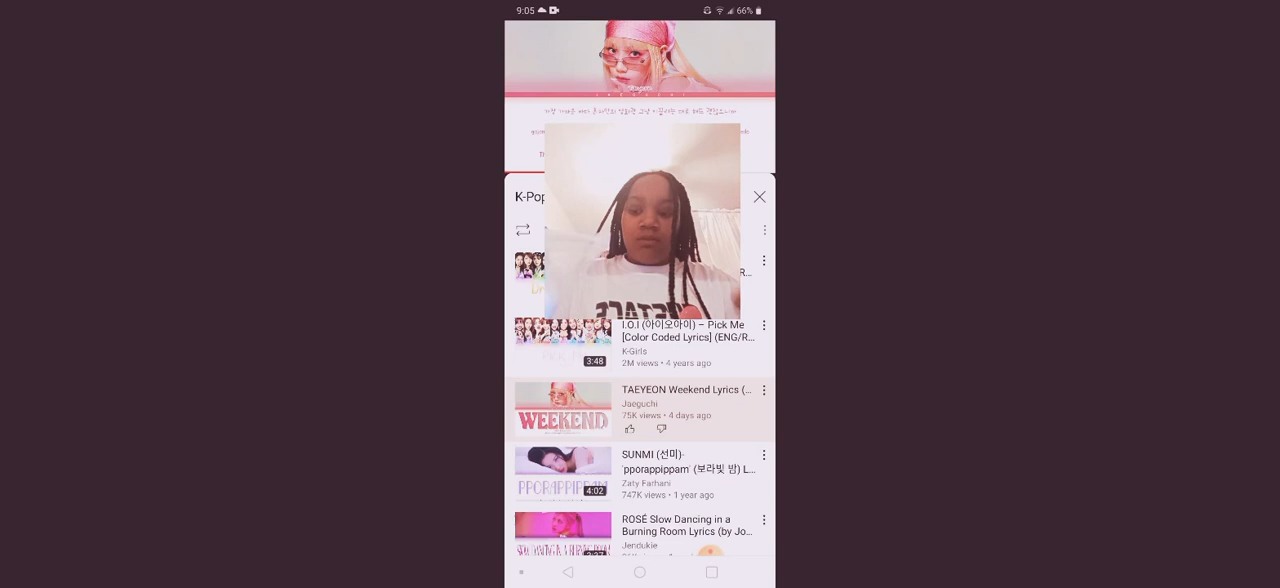 9:05
66%
K-Pop
R...
I.O.I (아이오아이) – Pick Me
[Color Coded Lyrics] (ENG/R...
K-Girls
2M views • 4 years ago
3:48
TAEYEON Weekend Lyrics (...
Jaeguchi
75K views • 4 days ago
WEEKEND
SUNMI (선미)-
'pporappippam' (보라빛 밤) L...
Zaty Farhani
747K views • 1 year ago
PPORAPPIPPAM
4:02
ROSÉ Slow Dancing in a
Burning Room Lyrics (by Jo...
Jendukie